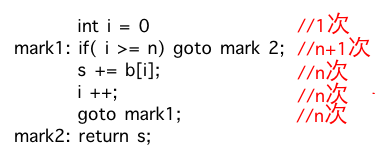 int i = 0 //1次
mark1: if( i >= n) goto mark 2; //n+1次
s += b[i]; //n次
i ++; //n次
goto mark1; //n次
mark2: return s;